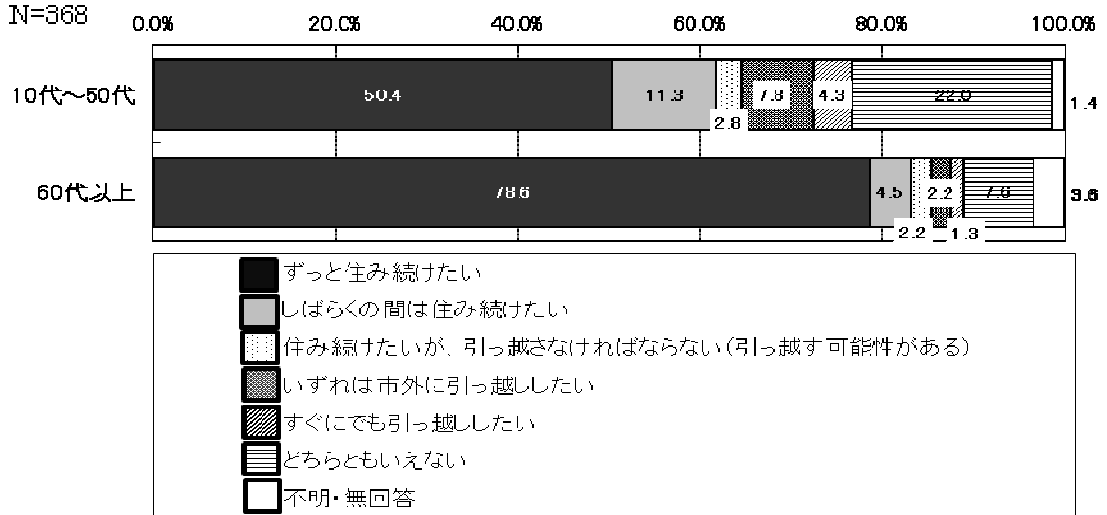 N=368
0.0% 20.0% 40.0% 60.0% 80.0% 100.0%
10代～50代 50.4 11.3 2.8 7.8 4.3 22.0 1.4
60代以上 78.6 4.5 2.2 2.2 1.3 7.6 3.6
ずっと住み続けたい
しばらくの間は住み続けたい
住み続けたいが、引っ越さなければならない（引っ越す可能性がある）
いずれは市外に引っ越ししたい
すぐにでも引っ越ししたい
どちらともいえない
不明・無回答